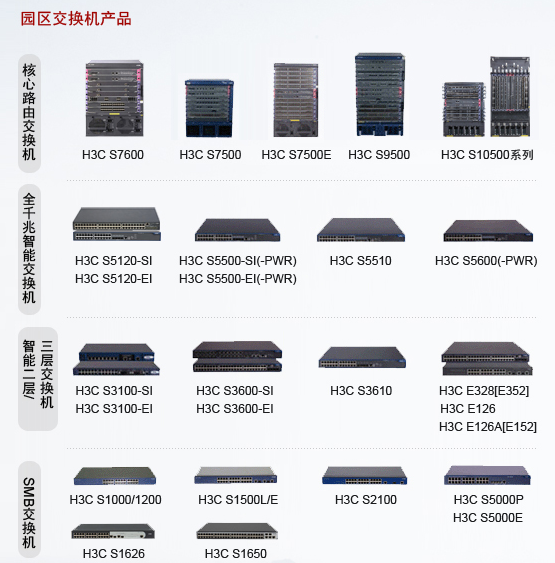 园区交换机产品
核心路由交换机
H3C S7600
H3C S7500
H3C S7500E
H3C S9500
H3C S10500系列
全千兆智能交换机
H3C S5120-SI
H3C S5120-EI
H3C S5500-SI(-PWR)
H3C S5500-EI(-PWR)
H3C S5510
H3C S5600(-PWR)
智能二层/
三层交换机
H3C S3100-SI
H3C S3100-EI
H3C S3600-SI
H3C S3600-EI
H3C S3610
H3C E328[E352]
H3C E126
H3C E126A[E152]
SMB交换机
H3C S1000/1200
H3C S1500L/E
H3C S2100
H3C S5000P
H3C S5000E
H3C S1626
H3C S1650